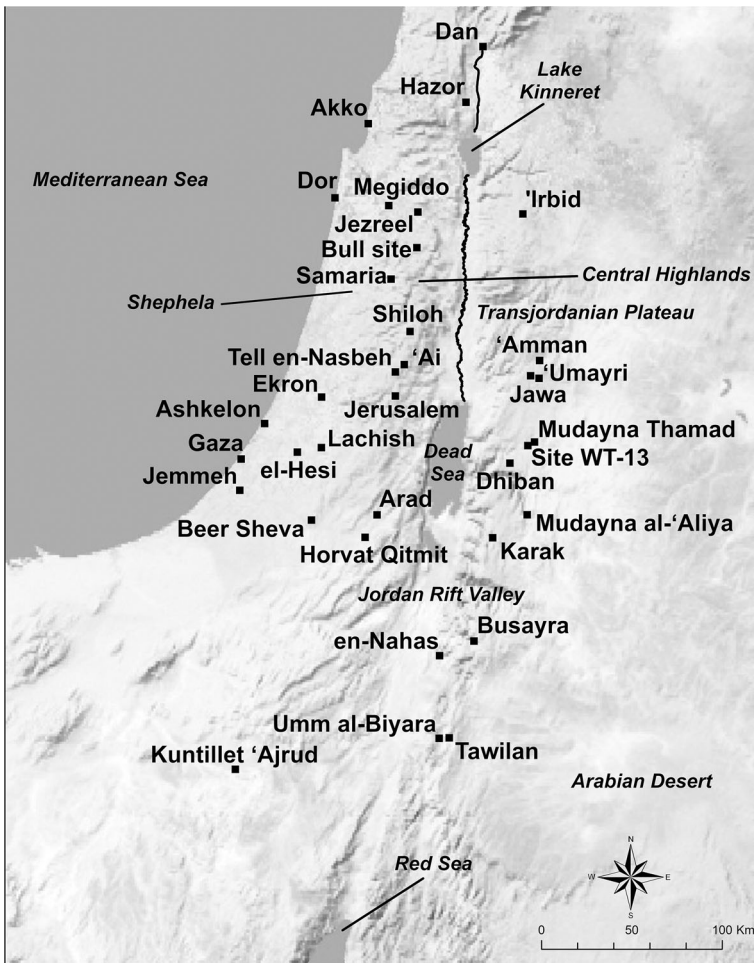 Dan
Lake
Kinneret
Hazor
Akko
Mediterranean Sea
Dor
Megiddo
'Irbid
Jezreel
Bull site
Samaria
Central Highlands
Shephela
Transjordanian Plateau
Shiloh
‘Amman
Tell en-Nasbeh
‘Ai
‘Umayri
Ekron
Jawa
Jerusalem
Ashkelon
Mudayna Thamad
Lachish
Gaza
Dead
Sea
Site WT-13
el-Hesi
Jemmeh
Dhiban
Arad
Beer Sheva
Mudayna al-‘Aliya
Horvat Qitmit
Karak
Jordan Rift Valley
Busayra
en-Nahas
Umm al-Biyara
Tawilan
Kuntillet ‘Ajrud
Arabian Desert
Red Sea
N
W
E
S
0 50 100 Km